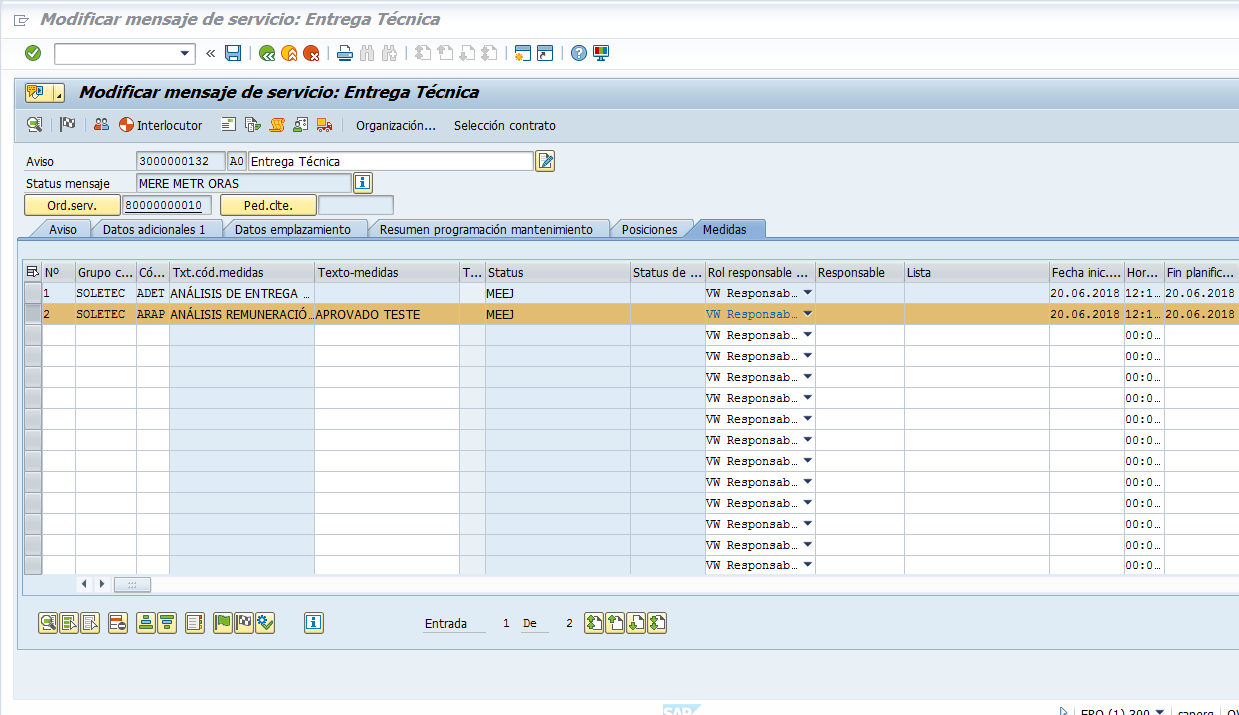 Modificar mensaje de servicio: Entrega Técnica
Modificar mensaje de servicio: Entrega Técnica
Interlocutor Organización... Selección contrato
Aviso 3000000132 A0 Entrega Técnica
Status mensaje MERE METR ORAS
Ord.serv. 80000000010 Ped.clte.
Aviso Datos adicionales 1 Datos emplazamiento Resumen programación mantenimiento Posiciones Medidas
Nº Grupo c... Có... Txt.cód.medidas Texto-medidas T... Status Status de ... Rol responsable ... Responsable Lista Fecha inic.... Hor... Fin planific...
1 SOLETEC ADET ANÁLISIS DE ENTREGA … MEEJ VW Responsab… 20.06.2018 12:1… 20.06.2018
2 SOLETEC ARAP ANÁLISIS REMUNERACIÓ… APROVADO TESTE MEEJ VW Responsab… 20.06.2018 12:1… 20.06.2018
VW Responsab… 00:0…
VW Responsab… 00:0…
VW Responsab… 00:0…
VW Responsab… 00:0…
VW Responsab… 00:0…
VW Responsab… 00:0…
VW Responsab… 00:0…
VW Responsab… 00:0…
VW Responsab… 00:0…
VW Responsab… 00:0…
VW Responsab… 00:0…
VW Responsab… 00:0…
Entrada 1 De 2
SAP